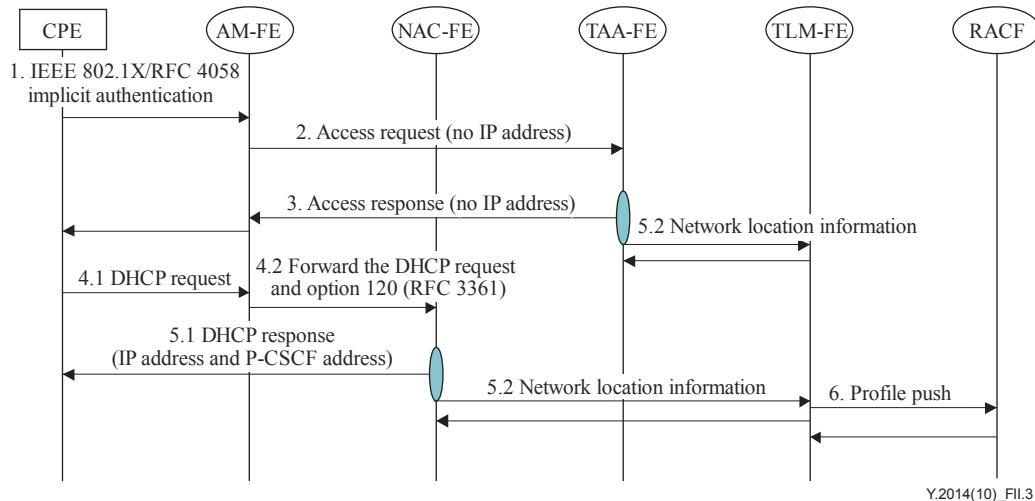 CPE
AM-FE
NAC-FE
TAA-FE
TLM-FE
RACF
1. IEEE 802.1X/RFC 4058
implicit authentication
2. Access request (no IP address)
3. Access response (no IP address)
5.2 Network location information
4.1 DHCP request
4.2 Forward the DHCP request
and option 120 (RFC 3361)
5.1 DHCP response
(IP address and P-CSCF address)
5.2 Network location information
6. Profile push
Y.2014(10)_FII.3